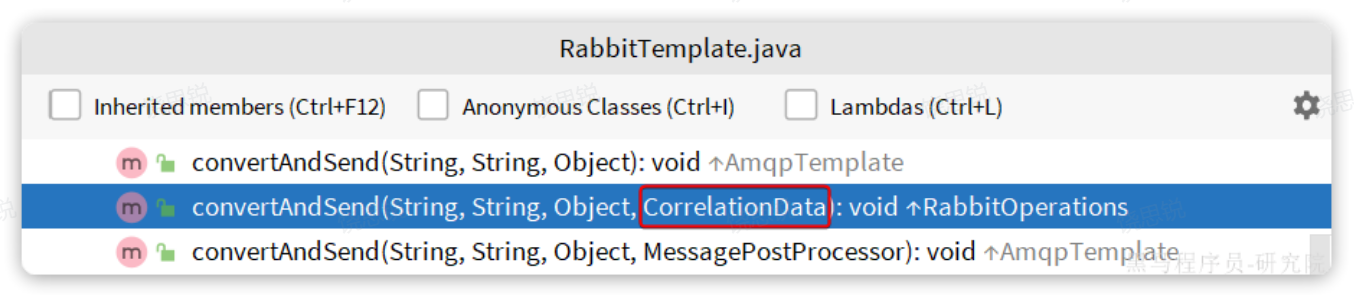 RabbitTemplate.java
Inherited members (Ctrl+F12) Anonymous Classes (Ctrl+I) Lambdas (Ctrl+L)
m convertAndSend(String, String, Object): void ↑AmqpTemplate
m convertAndSend(String, String, Object, CorrelationData): void ↑RabbitOperations
m convertAndSend(String, String, Object, MessagePostProcessor): void ↑AmqpTemplate
黑马程序员-研究院